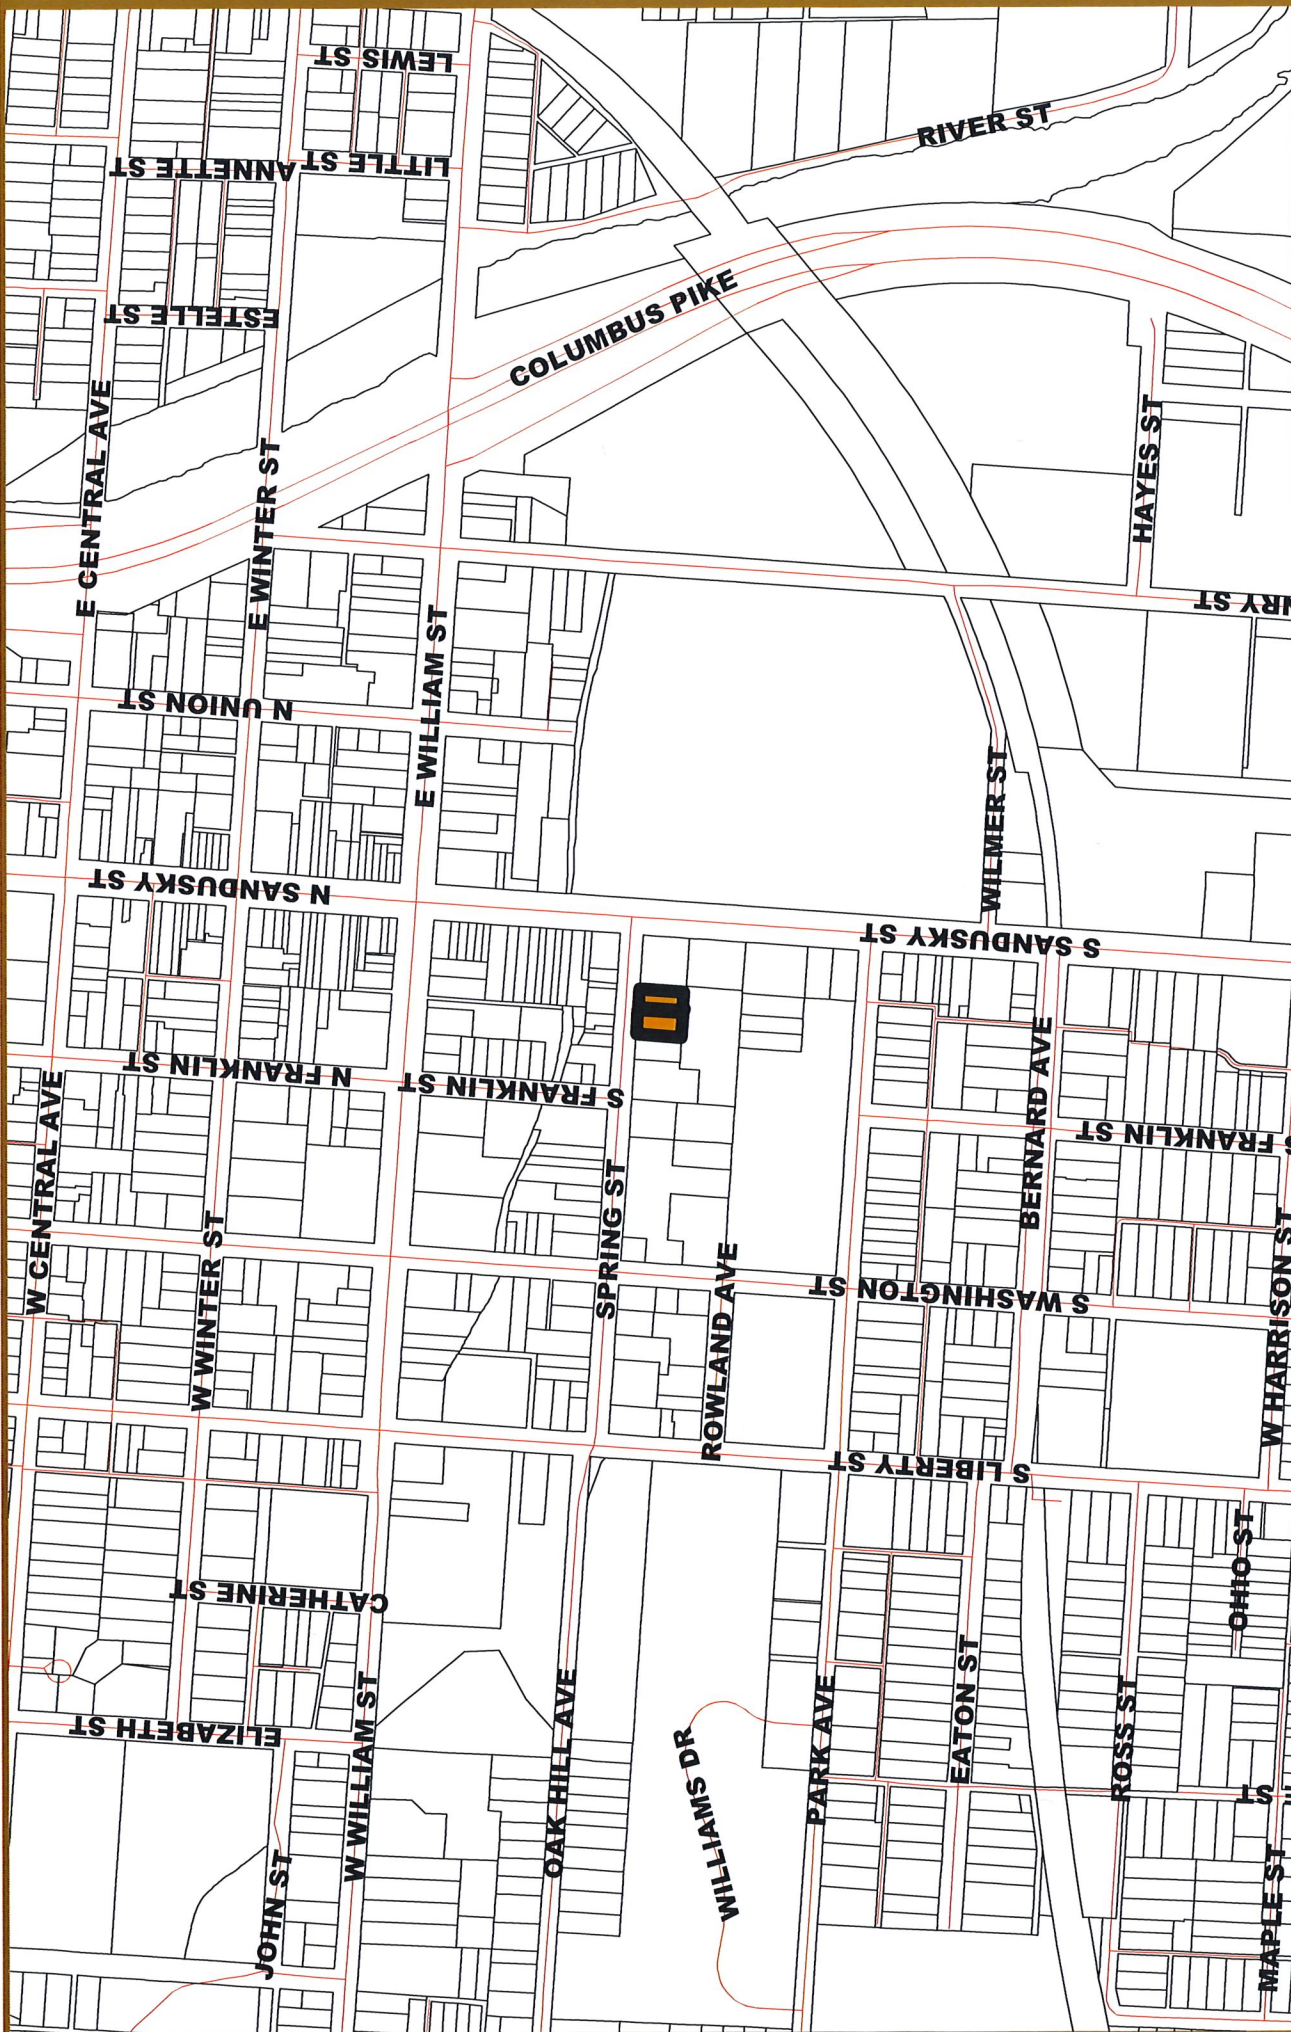 LEWIS ST
RIVER ST
ANNETTE ST
LITTLE ST
COLUMBUS PIKE
ESTELLE ST
E CENTRAL AVE
HAYES ST
E WINTER ST
E WILLIAM ST
N UNION ST
WILMER ST
N SANDUSKY ST
S SANDUSKY ST
BERNARD AVE
N FRANKLIN ST
S FRANKLIN ST
S FRANKLIN ST
W CENTRAL AVE
SPRING ST
W WINTER ST
W HARRISON ST
ROWLAND AVE
S WASHINGTON ST
S LIBERTY ST
OHIO ST
CATHERINE ST
EATON ST
ROSS ST
W WILLIAM ST
OAK HILL AVE
PARK AVE
ELIZABETH ST
WILLIAMS DR
ST
JOHN ST
MAPLE ST